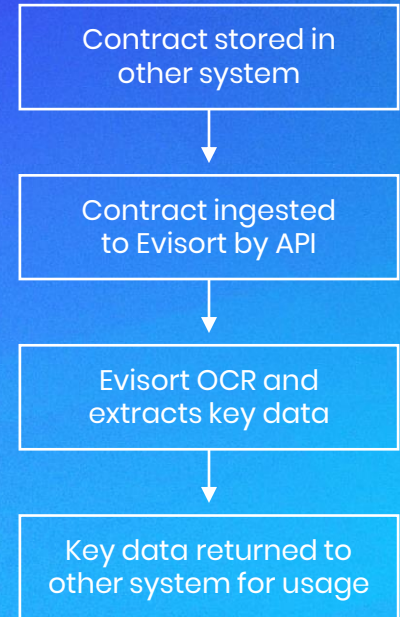 Contract stored in
other system
Contract ingested
to Evisort by API
Evisort OCR and
extracts key data
Key data returned to
other system for usage